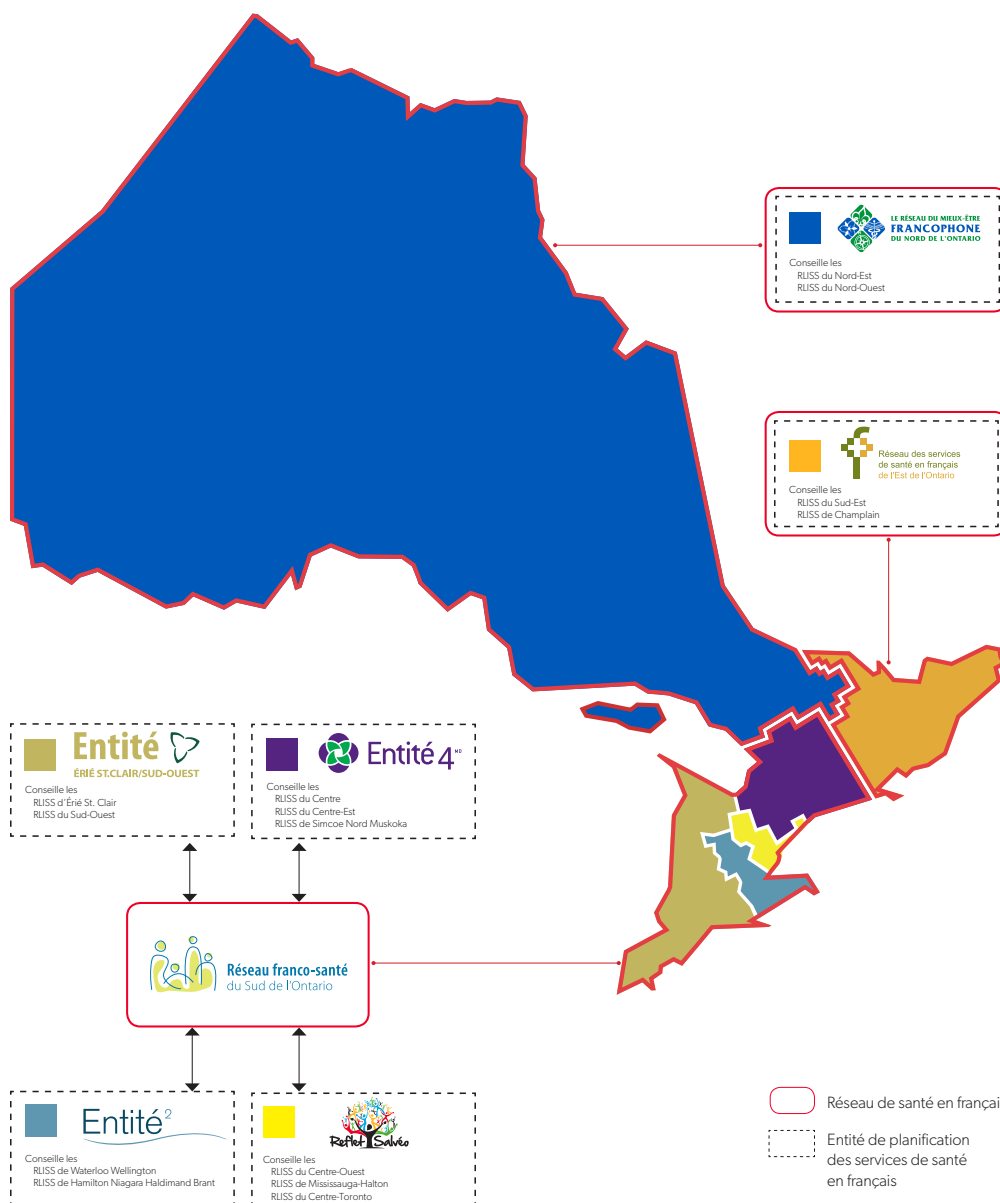 LE RÉSEAU DU MIEUX-ÊTRE
FRANCOPHONE
DU NORD DE L'ONTARIO
Conseille les
RLISS du Nord-Est
RLISS du Nord-Ouest
Réseau des services
de santé en français
de l'Est de l'Ontario
Conseille les
RLISS du Sud-Est
RLISS de Champlain
Entité
ÉRIÉ ST.CLAIR/SUD-OUEST
Conseille les
RLISS d'Érié St. Clair
RLISS du Sud-Ouest
Entité 4 MD
Conseille les
RLISS du Centre
RLISS du Centre-Est
RLISS de Simcoe Nord Muskoka
Réseau franco-santé
du Sud de l'Ontario
Entité²
Conseille les
RLISS de Waterloo Wellington
RLISS de Hamilton Niagara Haldimand Brant
Reflet Salvéo
Conseille les
RLISS du Centre-Ouest
RLISS de Mississauga-Halton
RLISS du Centre-Toronto
Réseau de santé en françai
Entité de planification
des services de santé
en français